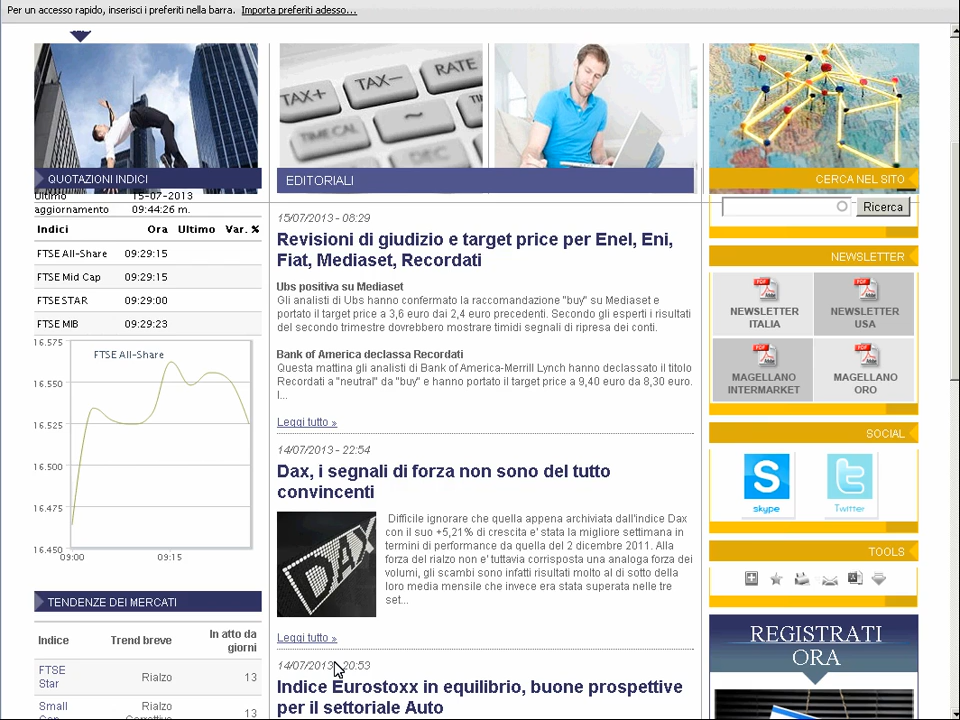 Per un accesso rapido, inserisci i preferiti nella barra. Importa preferiti adesso...
QUOTAZIONI INDICI
Ultimo aggiornamento 15-07-2013 09:44:26 m.
Indici Ora Ultimo Var. %
FTSE All-Share 09:29:15
FTSE Mid Cap 09:29:15
FTSE STAR 09:29:00
FTSE MIB 09:29:23
FTSE All-Share
16.575
16.550
16.525
16.500
16.475
16.450
09:00 09:15
TENDENZE DEI MERCATI
Indice Trend breve In atto da giorni
FTSE Star Rialzo 13
Small Rialzo 13
TAX+ TAX− RATE
TIME CAL
DEC
EDITORIALI
15/07/2013 - 08:29
Revisioni di giudizio e target price per Enel, Eni,
Fiat, Mediaset, Recordati
Ubs positiva su Mediaset
Gli analisti di Ubs hanno confermato la raccomandazione "buy" su Mediaset e
portato il target price a 3,6 euro dai 2,4 euro precedenti. Secondo gli esperti i risultati
del secondo trimestre dovrebbero mostrare timidi segnali di ripresa dei conti.
Bank of America declassa Recordati
Questa mattina gli analisti di Bank of America-Merrill Lynch hanno declassato il titolo
Recordati a "neutral" da "buy" e hanno portato il target price a 9,40 euro da 8,30 euro.
I...
Leggi tutto »
14/07/2013 - 22:54
Dax, i segnali di forza non sono del tutto
convincenti
DAX
Difficile ignorare che quella appena archiviata dall'indice Dax
con il suo +5,21% di crescita e' stata la migliore settimana in
termini di performance da quella del 2 dicembre 2011. Alla
forza del rialzo non e' tuttavia corrisposta una analoga forza dei
volumi, gli scambi sono infatti risultati molto al di sotto della
loro media mensile che invece era stata superata nelle tre
set...
Leggi tutto »
14/07/2013 - 20:53
Indice Eurostoxx in equilibrio, buone prospettive
per il settoriale Auto
CERCA NEL SITO
Ricerca
NEWSLETTER
NEWSLETTER ITALIA
NEWSLETTER USA
MAGELLANO INTERMARKET
MAGELLANO ORO
SOCIAL
skype
Twitter
TOOLS
REGISTRATI
ORA